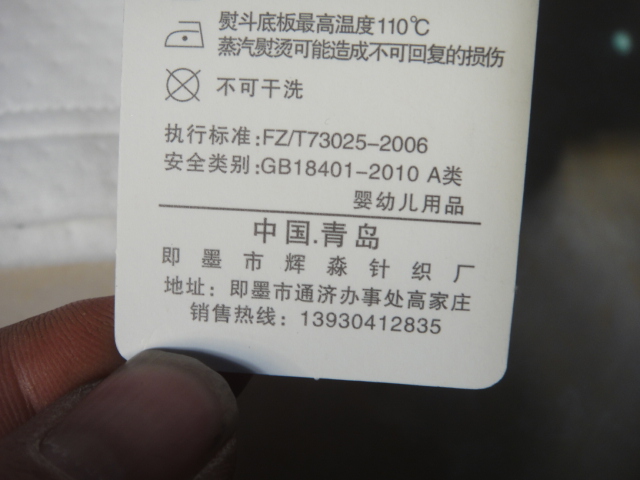 熨斗底板最高温度110℃
蒸汽熨烫可能造成不可回复的损伤
不可干洗
执行标准:FZ/T73025-2006
安全类别:GB18401-2010 A类
婴幼儿用品
中国.青岛
即墨市辉淼针织厂
地址：即墨市通济办事处高家庄
销售热线：13930412835